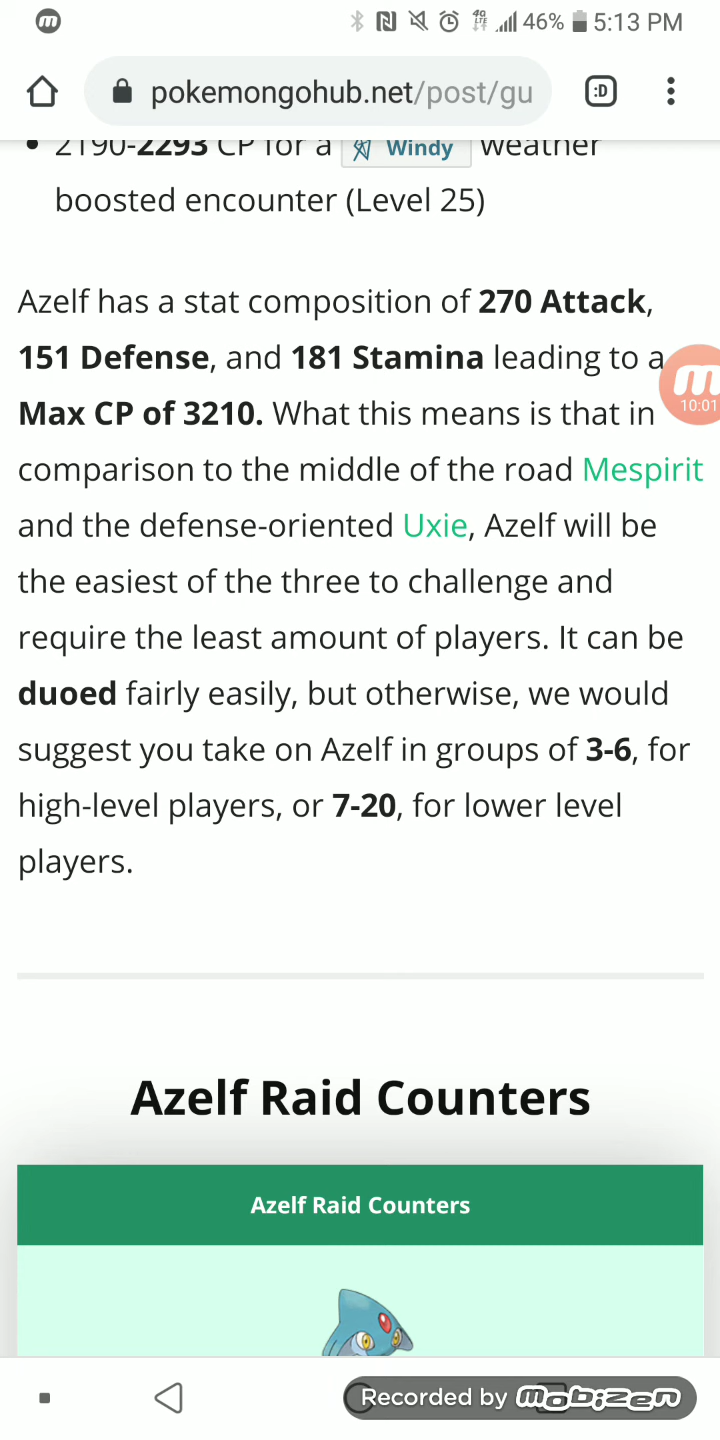 46% 5:13 PM
pokemongohub.net/post/gu
:D
• 2190-2293 CP for a Windy weather
boosted encounter (Level 25)
Azelf has a stat composition of 270 Attack,
151 Defense, and 181 Stamina leading to a
10:01
Max CP of 3210. What this means is that in
comparison to the middle of the road Mespirit
and the defense-oriented Uxie, Azelf will be
the easiest of the three to challenge and
require the least amount of players. It can be
duoed fairly easily, but otherwise, we would
suggest you take on Azelf in groups of 3-6, for
high-level players, or 7-20, for lower level
players.
Azelf Raid Counters
Azelf Raid Counters
Recorded by mobizen